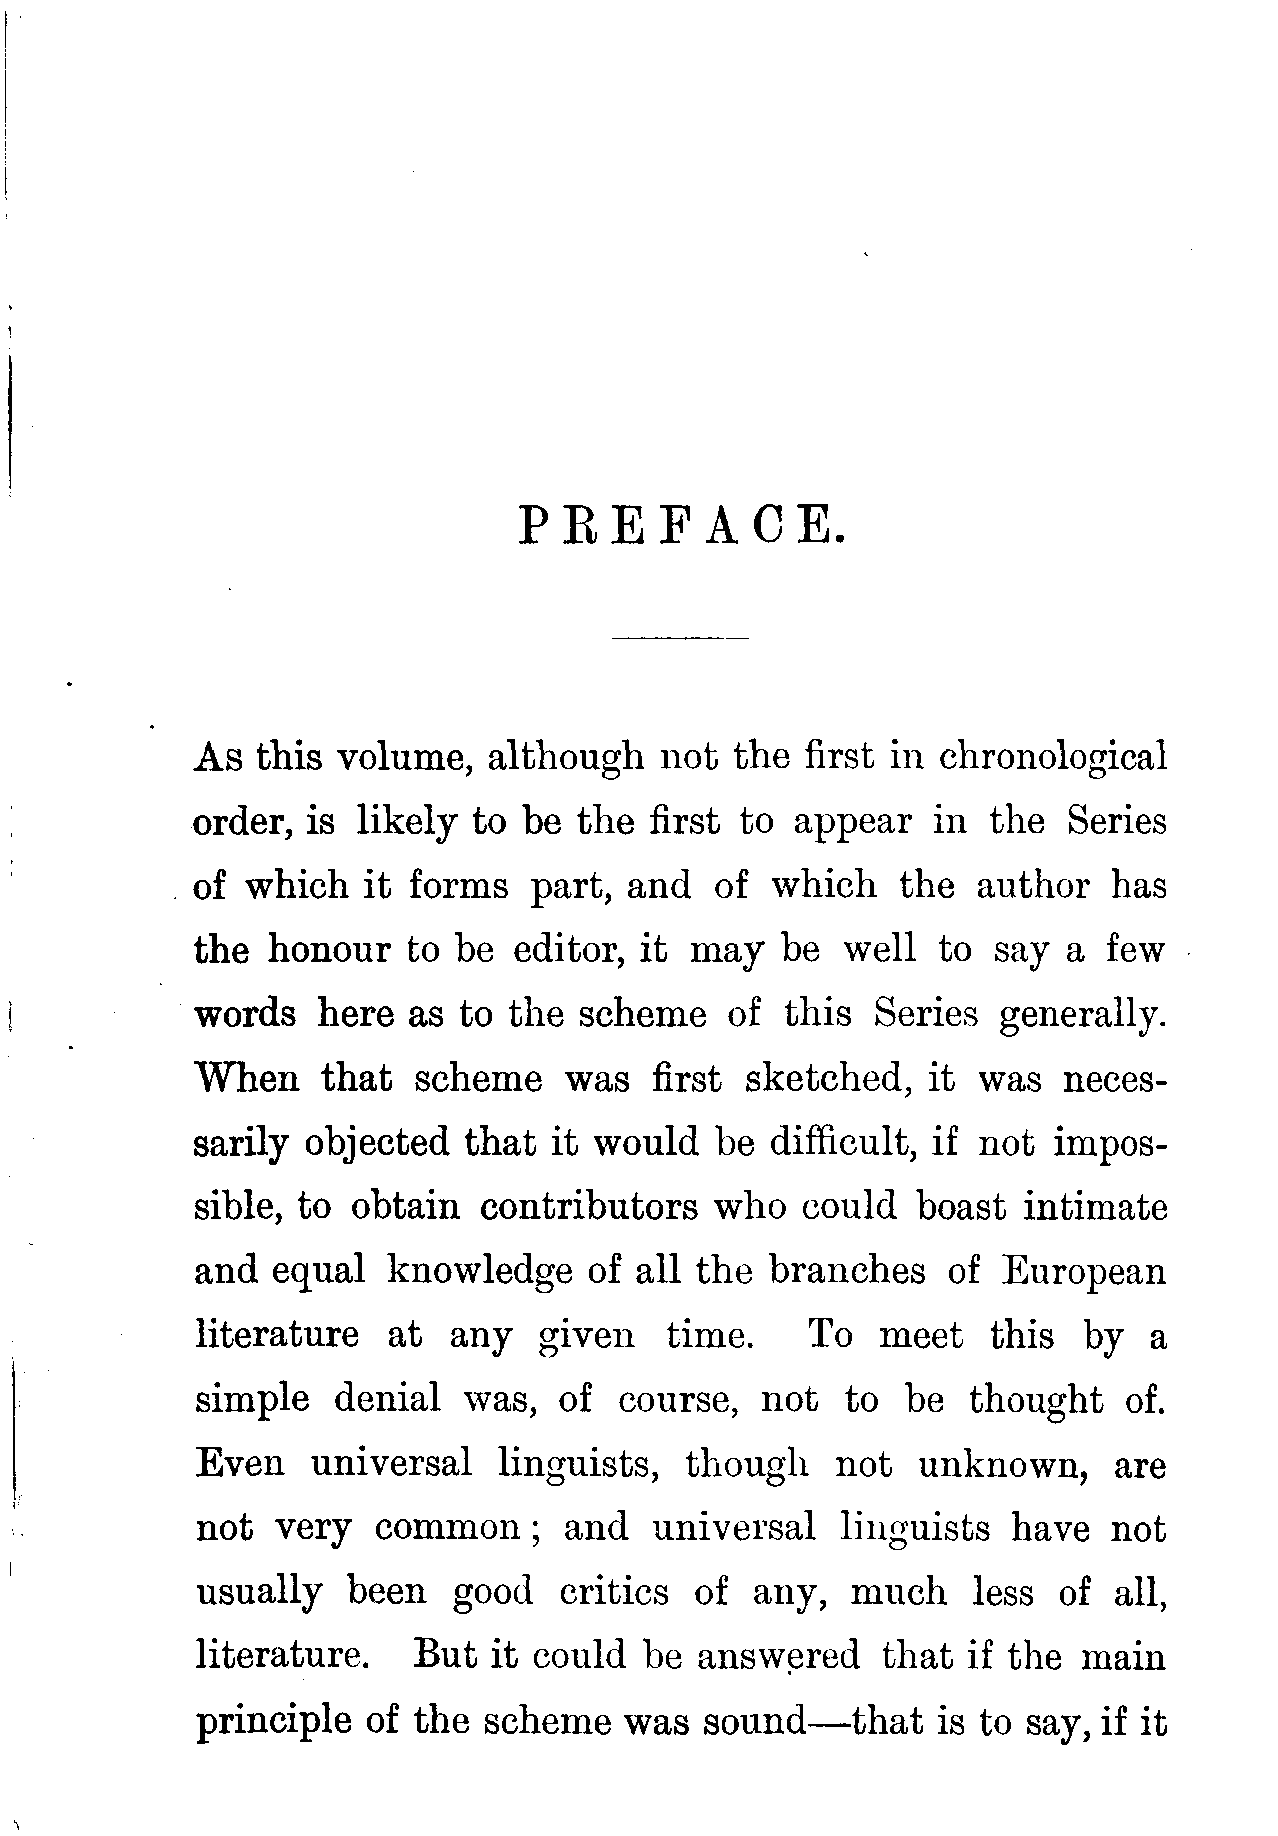 PREFACE.
As this volume, although not the first in chronological
order, is likely to be the first to appear in the Series
of which it forms part, and of which the author has
the honour to be editor, it may be well to say a few
words here as to the scheme of this Series generally.
When that scheme was first sketched, it was neces-
sarily objected that it would be difficult, if not impos-
sible, to obtain contributors who could boast intimate
and equal knowledge of all the branches of European
literature at any given time. To meet this by a
simple denial was, of course, not to be thought of.
Even universal linguists, though not unknown, are
not very common ; and universal linguists have not
usually been good critics of any, much less of all,
literature. But it could be answered that if the main
principle of the scheme was sound—that is to say, if it